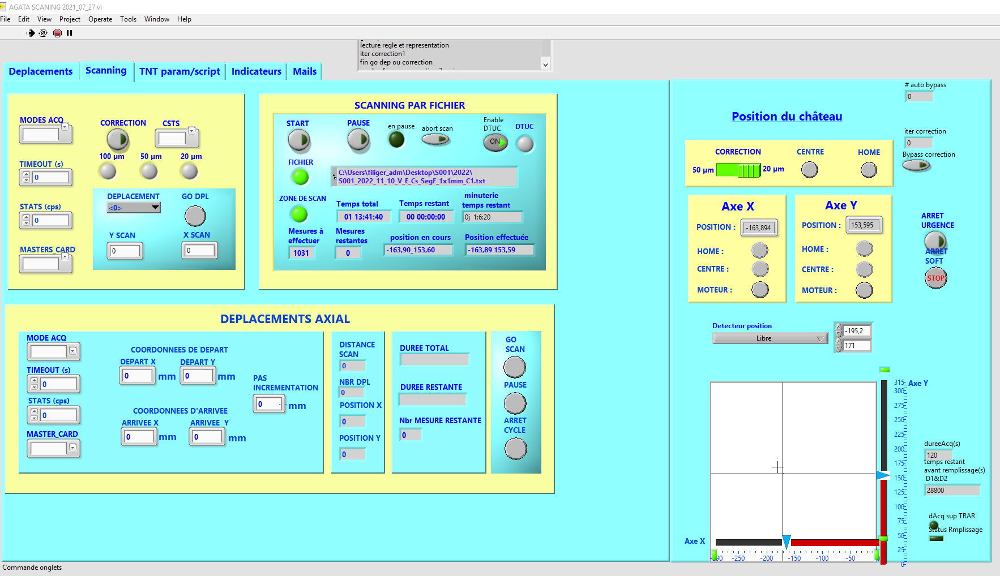 AGATA SCANING 2021_07_27.vi
File Edit View Project Operate Tools Window Help
lecture regle et representation
iter correction1
fin go dep ou correction
Deplacements Scanning TNT param/script Indicateurs Mails
MODES ACQ
TIMEOUT (s)
0
STATS (cps)
0
MASTERS_CARD
CORRECTION
CSTS
100 µm 50 µm 20 µm
DEPLACEMENT
<0>
GO DPL
Y SCAN
0
X SCAN
0
SCANNING PAR FICHIER
START
PAUSE
en pause
abort scan
Enable
DTUC
ON
DTUC
FICHIER
C:\Users\filiger_adm\Desktop\S001\2022\
S001_2022_11_10_V_E_Cs_SegF_1x1mm_C1.txt
ZONE DE SCAN
Temps total
01 13:41:40
Temps restant
00 00:00:00
minuterie
temps restant
0j 1:6:20
Mesures à
effectuer
1031
Mesures
restantes
0
position en cours
-163,90_153,60
Position effectuée
-163,89 153,59
DEPLACEMENTS AXIAL
MODE ACQ
TIMEOUT (s)
0
STATS (cps)
0
MASTER_CARD
COORDONNEES DE DEPART
DEPART X
0 mm
DEPART Y
0 mm
COORDONNEES D'ARRIVEE
ARRIVEE X
0 mm
ARRIVEE Y
0 mm
PAS
INCREMENTATION
0 mm
DISTANCE
SCAN
0
NBR DPL
0
POSITION X
0
POSITION Y
0
DUREE TOTAL
DUREE RESTANTE
Nbr MESURE RESTANTE
0
GO
SCAN
PAUSE
ARRET
CYCLE
# auto bypass
0
Position du château
iter correction
0
Bypass correction
CORRECTION
50 µm 20 µm
CENTRE
HOME
Axe X
POSITION : -163,894
HOME :
CENTRE :
MOTEUR :
Axe Y
POSITION : 153,595
HOME :
CENTRE :
MOTEUR :
ARRET
URGENCE
ARRET
SOFT
STOP
Detecteur position
Libre
-195,2
171
Axe Y
315
300
275
250
225
200
175
150
125
100
75
50
25
0
Axe X
-300 -250 -200 -150 -100 -50 0
dureeAcq(s)
120
temps restant
avant remplissage(s)
D1&D2
28800
dAcq sup TRAR
Status Rmplissage
Commande onglets